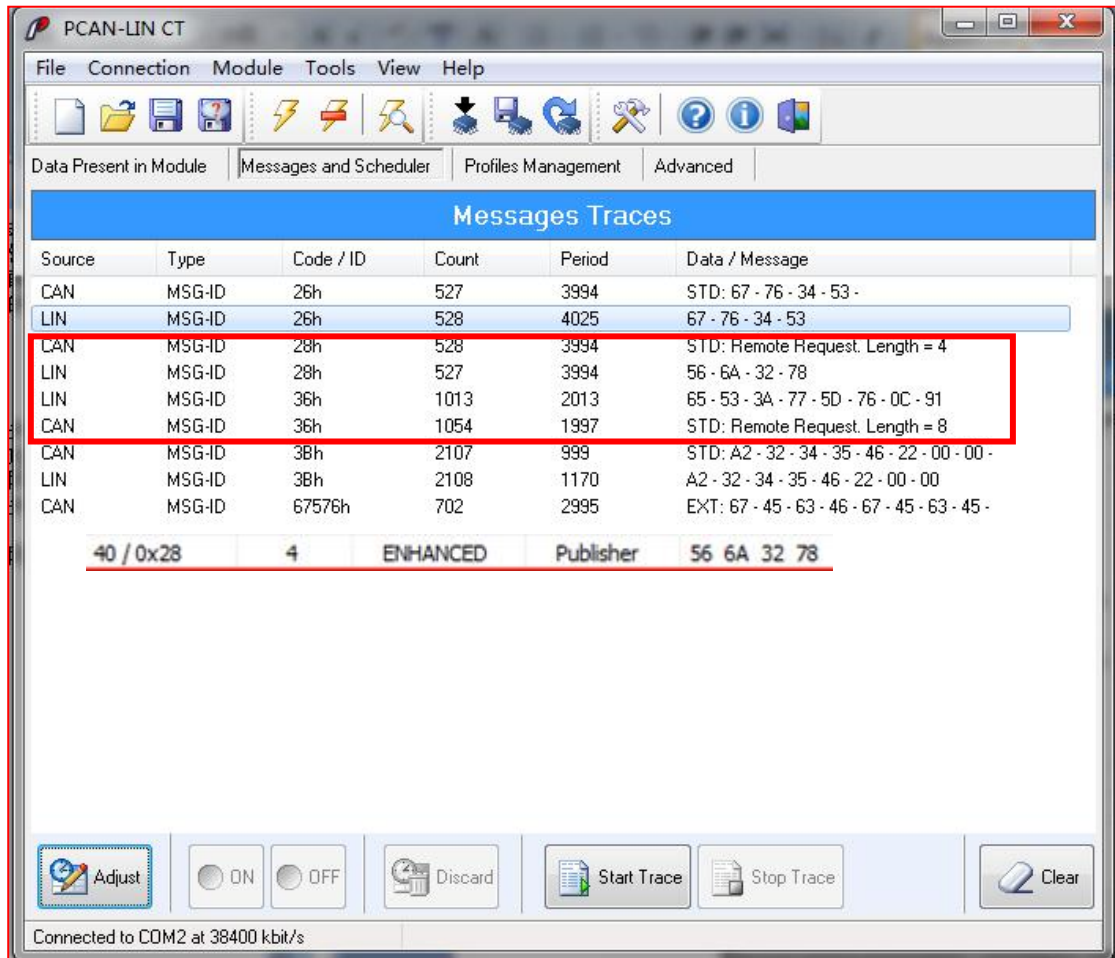 PCAN-LIN CT
File Connection Module Tools View Help
Data Present in Module Messages and Scheduler Profiles Management Advanced
Messages Traces
Source Type Code / ID Count Period Data / Message
CAN MSG-ID 26h 527 3994 STD: 67 - 76 - 34 - 53 -
LIN MSG-ID 26h 528 4025 67 - 76 - 34 - 53
CAN MSG-ID 28h 528 3994 STD: Remote Request. Length = 4
LIN MSG-ID 28h 527 3994 56 - 6A - 32 - 78
LIN MSG-ID 36h 1013 2013 65 - 53 - 3A - 77 - 5D - 76 - 0C - 91
CAN MSG-ID 36h 1054 1997 STD: Remote Request. Length = 8
CAN MSG-ID 3Bh 2107 999 STD: A2 - 32 - 34 - 35 - 46 - 22 - 00 - 00 -
LIN MSG-ID 3Bh 2108 1170 A2 - 32 - 34 - 35 - 46 - 22 - 00 - 00
CAN MSG-ID 67576h 702 2995 EXT: 67 - 45 - 63 - 46 - 67 - 45 - 63 - 45 -
40 / 0x28 4 ENHANCED Publisher 56 6A 32 78
Adjust ON OFF Discard Start Trace Stop Trace Clear
Connected to COM2 at 38400 kbit/s